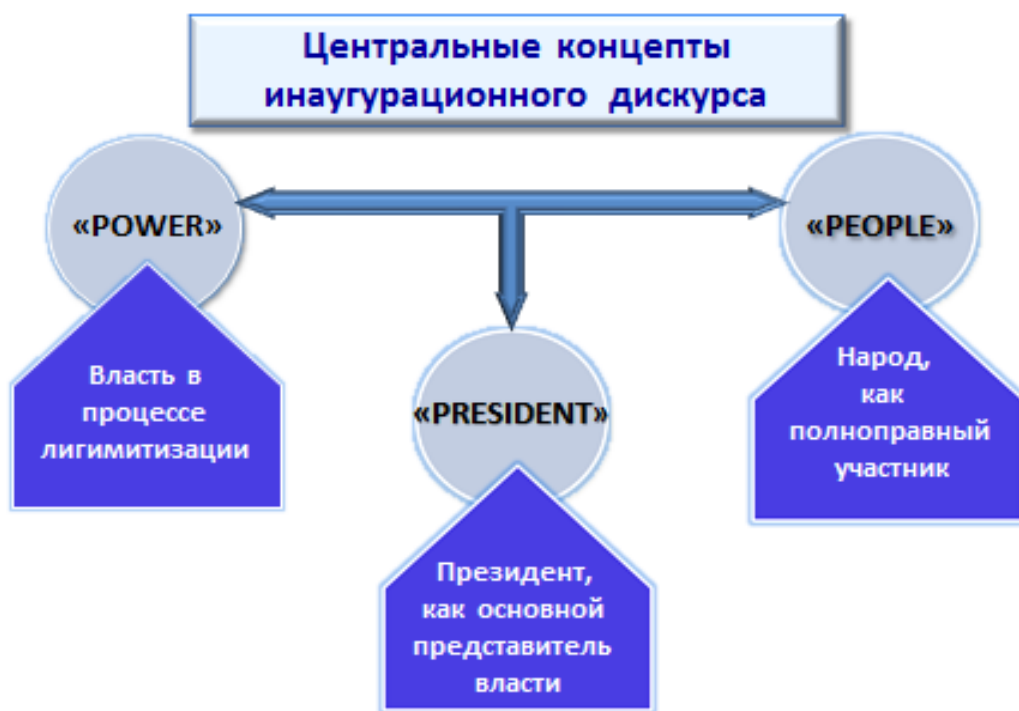 Центральные концепты
инаугурационного дискурса
«POWER»
«PEOPLE»
Власть в
процессе
лигимитизации
Народ,
как
полноправный
участник
«PRESIDENT»
Президент,
как основной
представитель
власти